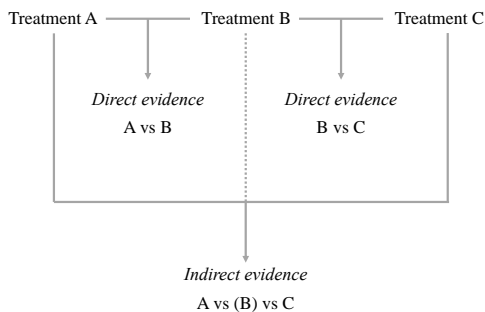 Treatment A Treatment B Treatment C
Direct evidence Direct evidence
A vs B B vs C
Indirect evidence
A vs (B) vs C